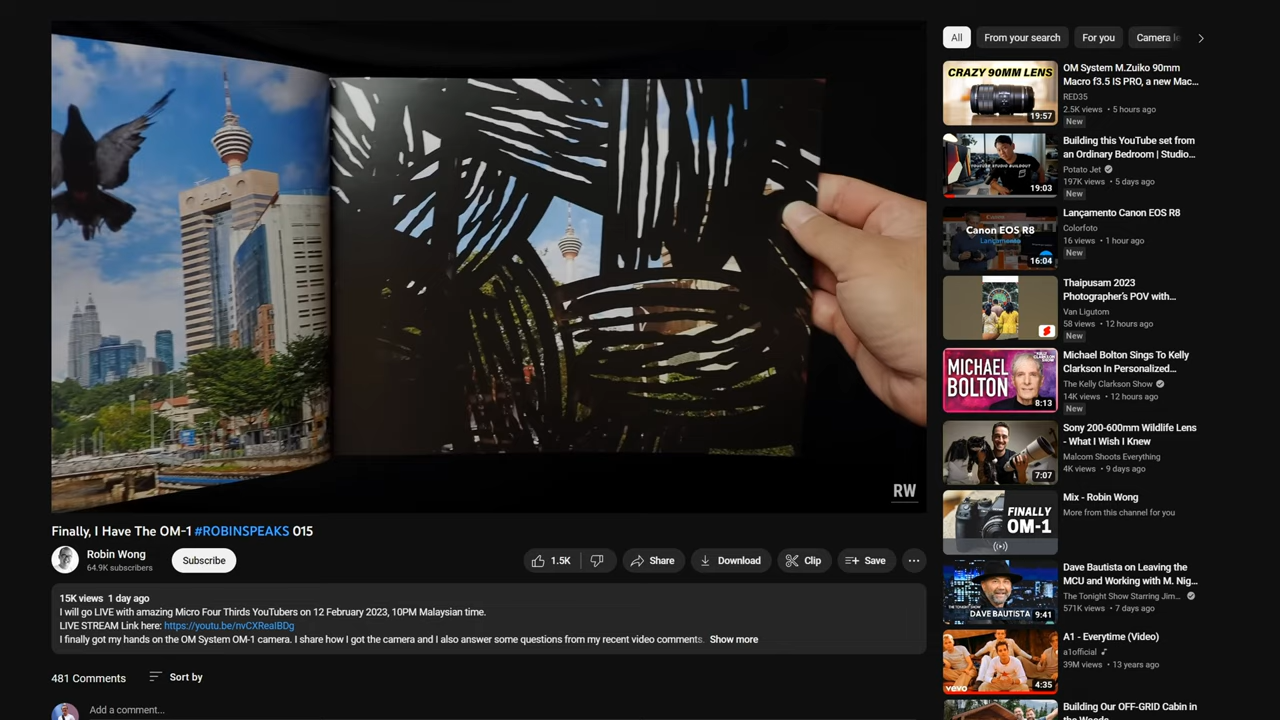 RW
Finally, I Have The OM-1 #ROBINSPEAKS 015
Robin Wong
64.9K subscribers
Subscribe
1.5K
Share
Download
Clip
Save
15K views 1 day ago
I will go LIVE with amazing Micro Four Thirds YouTubers on 12 February 2023, 10PM Malaysian time.
LIVE STREAM Link here: https://youtu.be/nvCXReaIBDg
I finally got my hands on the OM System OM-1 camera. I share how I got the camera and I also answer some questions from my recent video comments. Show more
481 Comments
Sort by
Add a comment...
All
From your search
For you
Camera le
CRAZY 90MM LENS
19:57
OM System M.Zuiko 90mm
Macro f3.5 IS PRO, a new Mac...
RED35
2.5K views • 5 hours ago
New
YOUTUBE STUDIO BUILDOUT
19:03
Building this YouTube set from
an Ordinary Bedroom | Studio...
Potato Jet
197K views • 5 days ago
New
Canon EOS R8
Lançamento
16:04
Lançamento Canon EOS R8
Colorfoto
16 views • 1 hour ago
New
Thaipusam 2023
Photographer's POV with...
Van Ligutom
58 views • 12 hours ago
New
KELLY CLARKSON SHOW
MICHAEL
BOLTON
8:13
Michael Bolton Sings To Kelly
Clarkson In Personalized...
The Kelly Clarkson Show
14K views • 12 hours ago
New
7:07
Sony 200-600mm Wildlife Lens
- What I Wish I Knew
Malcom Shoots Everything
4K views • 9 days ago
FINALLY
OM-1
Mix - Robin Wong
More from this channel for you
DAVE BAUTISTA
9:41
Dave Bautista on Leaving the
MCU and Working with M. Nig...
The Tonight Show Starring Jim...
571K views • 7 days ago
vevo
4:35
A1 - Everytime (Video)
a1official
39M views • 13 years ago
Building Our OFF-GRID Cabin in
the Woods